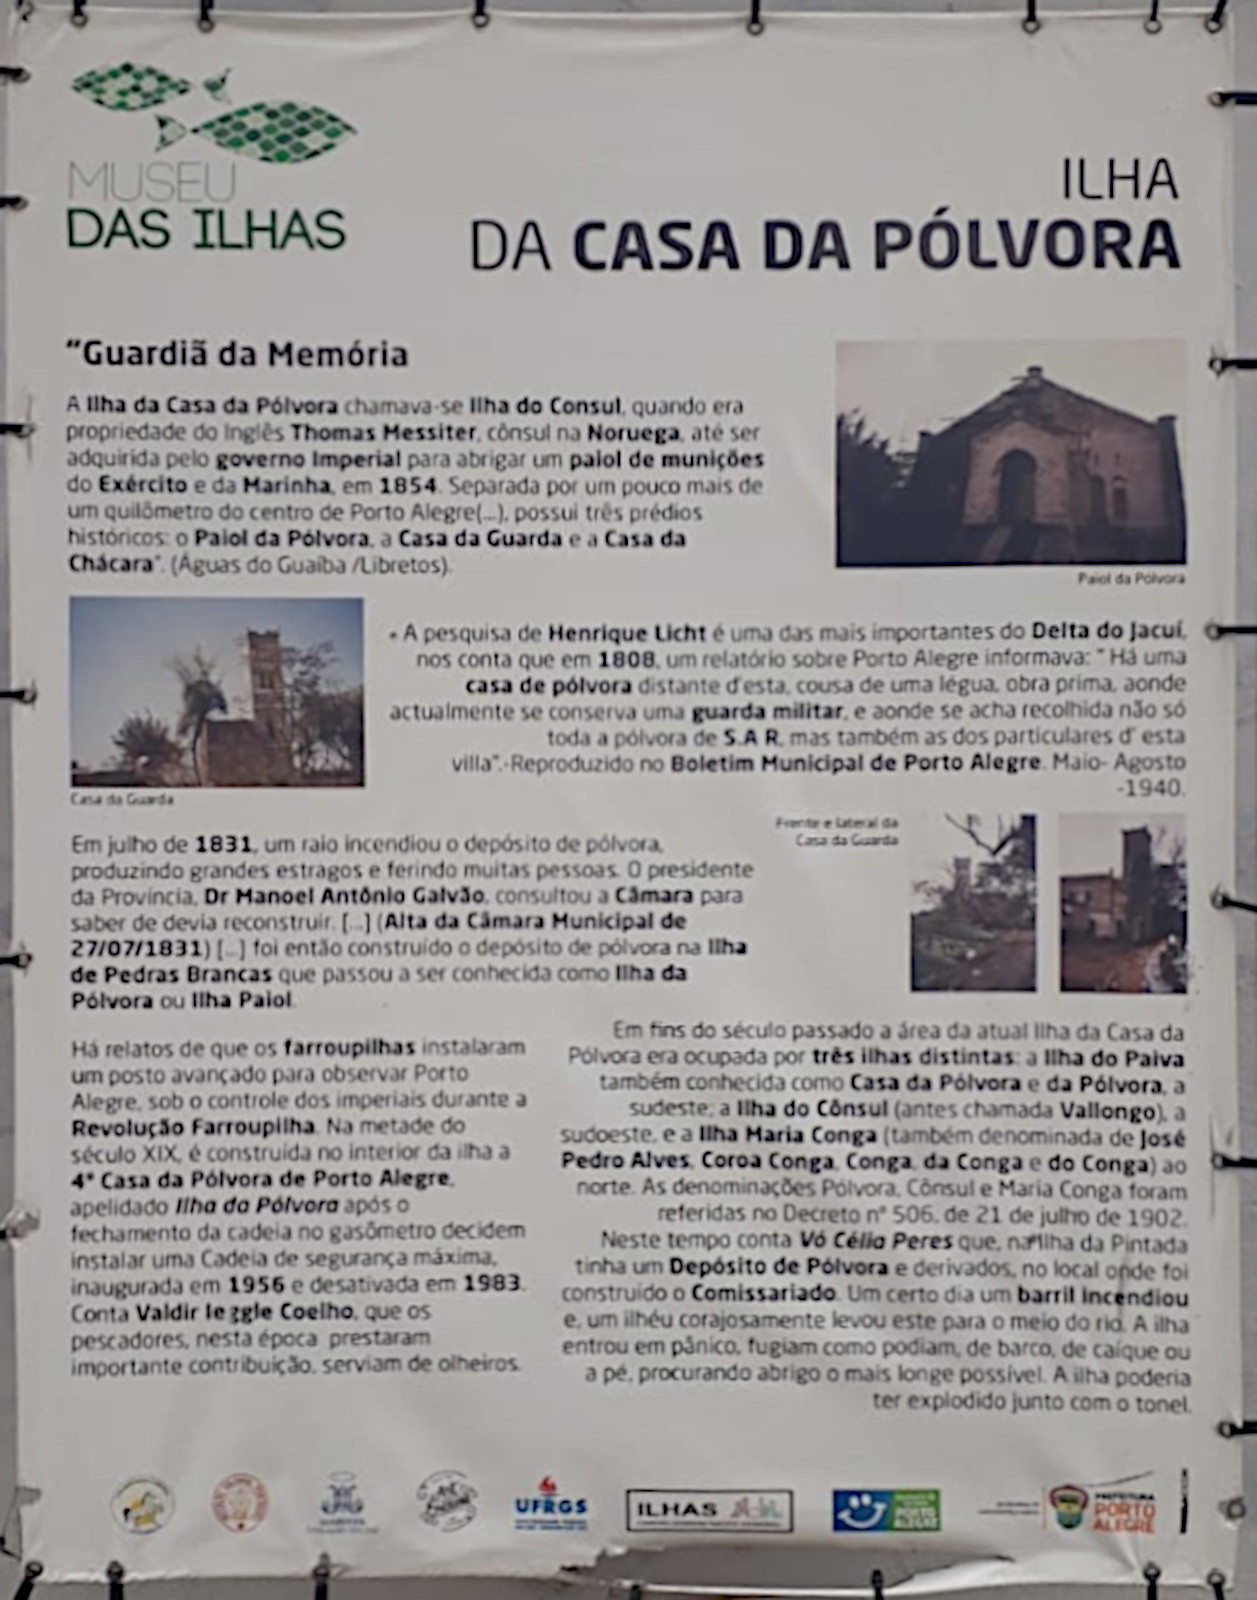 MUSEU
DAS ILHAS
ILHA
DA CASA DA PÓLVORA
“Guardiã da Memória
A Ilha da Casa da Pólvora chamava-se Ilha do Consul, quando era
propriedade do Inglês Thomas Messiter, cônsul na Noruega, até ser
adquirida pelo governo Imperial para abrigar um paiol de munições
do Exército e da Marinha, em 1854. Separada por um pouco mais de
um quilômetro do centro de Porto Alegre(...), possui três prédios
históricos: o Paiol da Pólvora, a Casa da Guarda e a Casa da
Chácara". (Águas do Guaíba /Libretos).
Paiol da Pólvora
Casa da Guarda
• A pesquisa de Henrique Licht é uma das mais importantes do Delta do Jacuí,
nos conta que em 1808, um relatório sobre Porto Alegre informava: " Há uma
casa de pólvora distante d'esta, cousa de uma légua, obra prima, aonde
actualmente se conserva uma guarda militar, e aonde se acha recolhida não só
toda a pólvora de S.A R, mas também as dos particulares d' esta
villa".-Reproduzido no Boletim Municipal de Porto Alegre. Maio- Agosto
-1940.
Frente e lateral da
Casa da Guarda
Em julho de 1831, um raio incendiou o depósito de pólvora,
produzindo grandes estragos e ferindo muitas pessoas. O presidente
da Província, Dr Manoel Antônio Galvão, consultou a Câmara para
saber de devia reconstruir. [...] (Alta da Câmara Municipal de
27/07/1831) [...] foi então construído o depósito de pólvora na Ilha
de Pedras Brancas que passou a ser conhecida como Ilha da
Pólvora ou Ilha Paiol.
Há relatos de que os farroupilhas instalaram
um posto avançado para observar Porto
Alegre, sob o controle dos imperiais durante a
Revolução Farroupilha. Na metade do
século XIX, é construída no interior da ilha a
4ª Casa da Pólvora de Porto Alegre,
apelidado Ilha da Pólvora após o
fechamento da cadeia no gasômetro decidem
instalar uma Cadeia de segurança máxima,
inaugurada em 1956 e desativada em 1983.
Conta Valdir Coelho, que os
pescadores, nesta época prestaram
importante contribuição, serviam de olheiros.
Em fins do século passado a área da atual Ilha da Casa da
Pólvora era ocupada por três ilhas distintas: a Ilha do Paiva
também conhecida como Casa da Pólvora e da Pólvora, a
sudeste; a Ilha do Cônsul (antes chamada Vallongo), a
sudoeste, e a Ilha Maria Conga (também denominada de José
Pedro Alves, Coroa Conga, Conga, da Conga e do Conga) ao
norte. As denominações Pólvora, Cônsul e Maria Conga foram
referidas no Decreto nº 506, de 21 de julho de 1902.
Neste tempo conta Vó Célia Peres que, na Ilha da Pintada
tinha um Depósito de Pólvora e derivados, no local onde foi
construído o Comissariado. Um certo dia um barril incendiou
e, um ilhéu corajosamente levou este para o meio do rio. A ilha
entrou em pânico, fugiam como podiam, de barco, de caíque ou
a pé, procurando abrigo o mais longe possível. A ilha poderia
ter explodido junto com o tonel.
UFRGS
ILHAS
PORTO ALEGRE
PREFEITURA
PORTO
ALEGRE